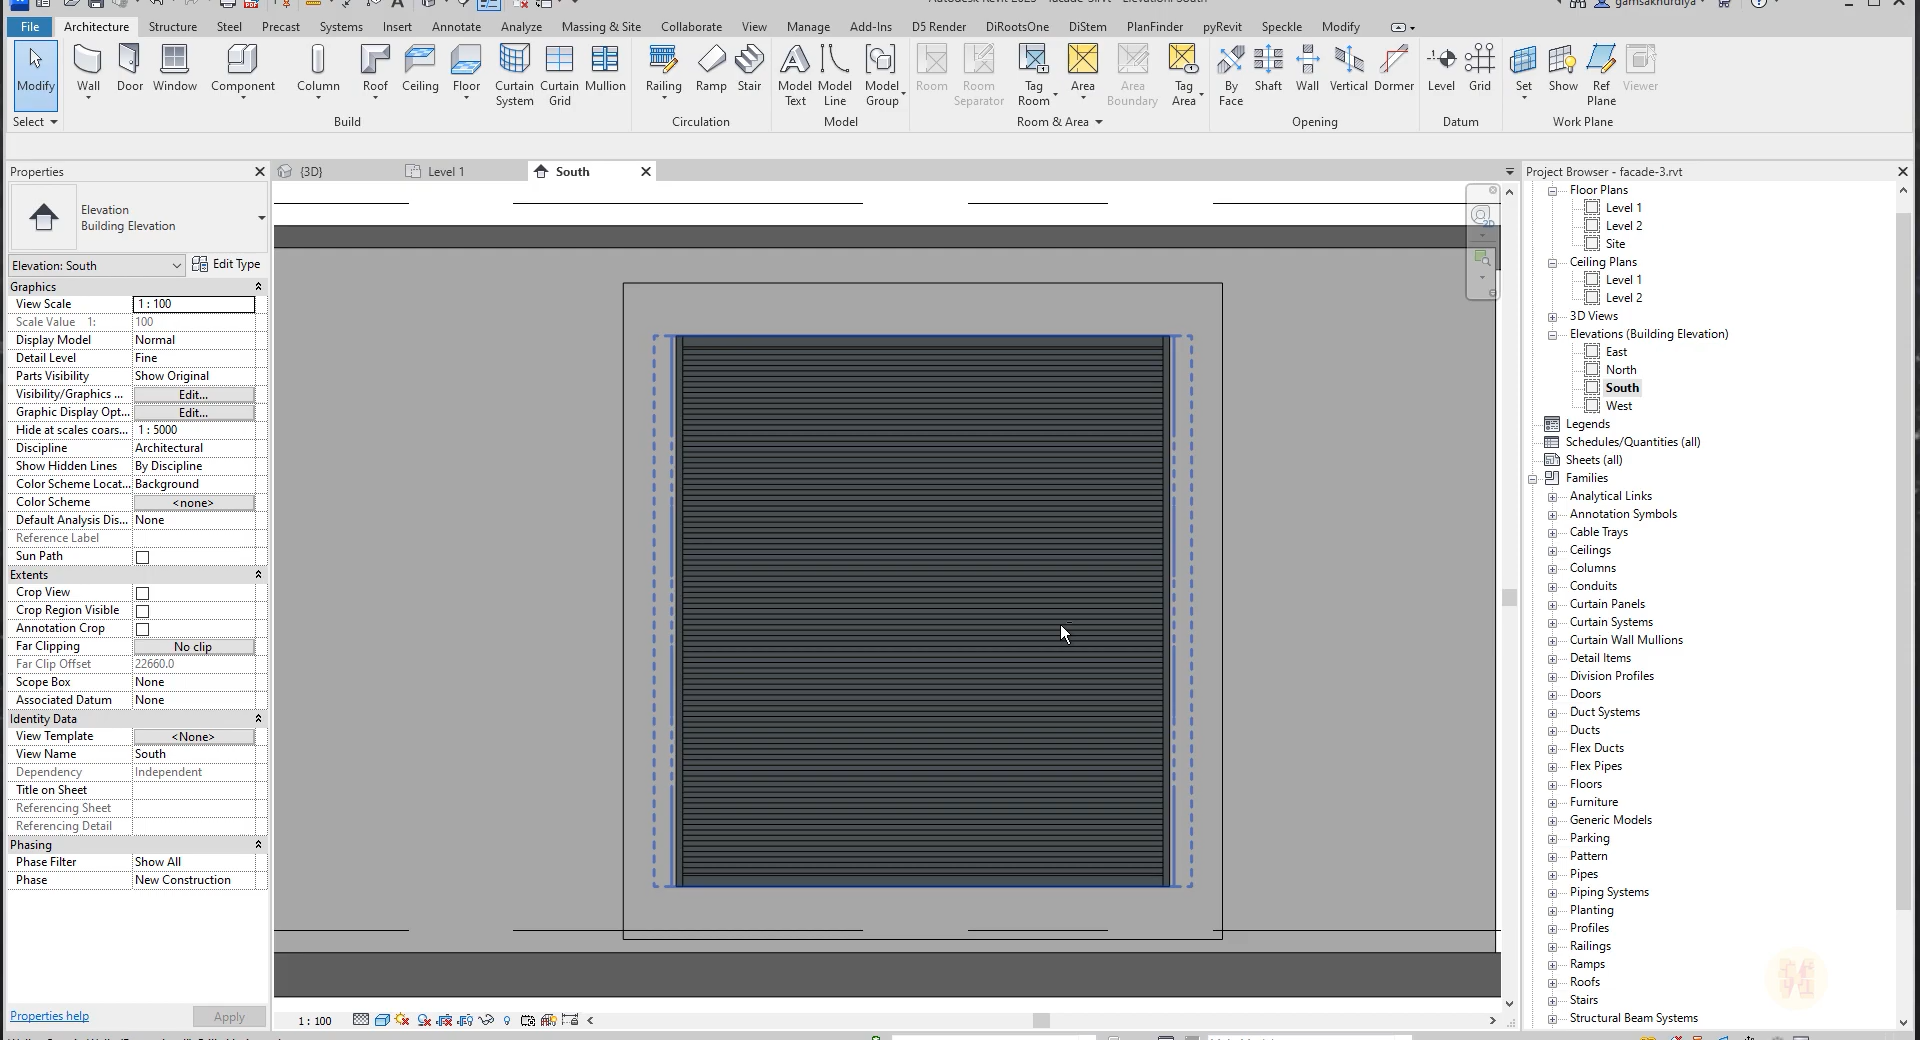 gamsakhurdiya
File Architecture Structure Steel Precast Systems Insert Annotate Analyze Massing & Site Collaborate View Manage Add-Ins D5 Render DiRootsOne DiStem PlanFinder pyRevit Speckle Modify
Modify Wall Door Window Component Column Roof Ceiling Floor Curtain System Curtain Grid Mullion Railing Ramp Stair Model Text Model Line Model Group Room Room Separator Tag Room Area Area Boundary Tag Area By Face Shaft Wall Vertical Dormer Level Grid Set Show Ref Plane Viewer
Select Build Circulation Model Room & Area Opening Datum Work Plane
Properties
{3D} Level 1 South
Project Browser - facade-3.rvt
Elevation
Building Elevation
Elevation: South Edit Type
Graphics
View Scale 1 : 100
Scale Value 1: 100
Display Model Normal
Detail Level Fine
Parts Visibility Show Original
Visibility/Graphics ... Edit...
Graphic Display Opt... Edit...
Hide at scales coars... 1 : 5000
Discipline Architectural
Show Hidden Lines By Discipline
Color Scheme Locat... Background
Color Scheme <none>
Default Analysis Dis... None
Reference Label
Sun Path
Extents
Crop View
Crop Region Visible
Annotation Crop
Far Clipping No clip
Far Clip Offset 22660.0
Scope Box None
Associated Datum None
Identity Data
View Template <None>
View Name South
Dependency Independent
Title on Sheet
Referencing Sheet
Referencing Detail
Phasing
Phase Filter Show All
Phase New Construction
Properties help Apply
1 : 100
Floor Plans
Level 1
Level 2
Site
Ceiling Plans
Level 1
Level 2
3D Views
Elevations (Building Elevation)
East
North
South
West
Legends
Schedules/Quantities (all)
Sheets (all)
Families
Analytical Links
Annotation Symbols
Cable Trays
Ceilings
Columns
Conduits
Curtain Panels
Curtain Systems
Curtain Wall Mullions
Detail Items
Division Profiles
Doors
Duct Systems
Ducts
Flex Ducts
Flex Pipes
Floors
Furniture
Generic Models
Parking
Pattern
Pipes
Piping Systems
Planting
Profiles
Railings
Ramps
Roofs
Stairs
Structural Beam Systems